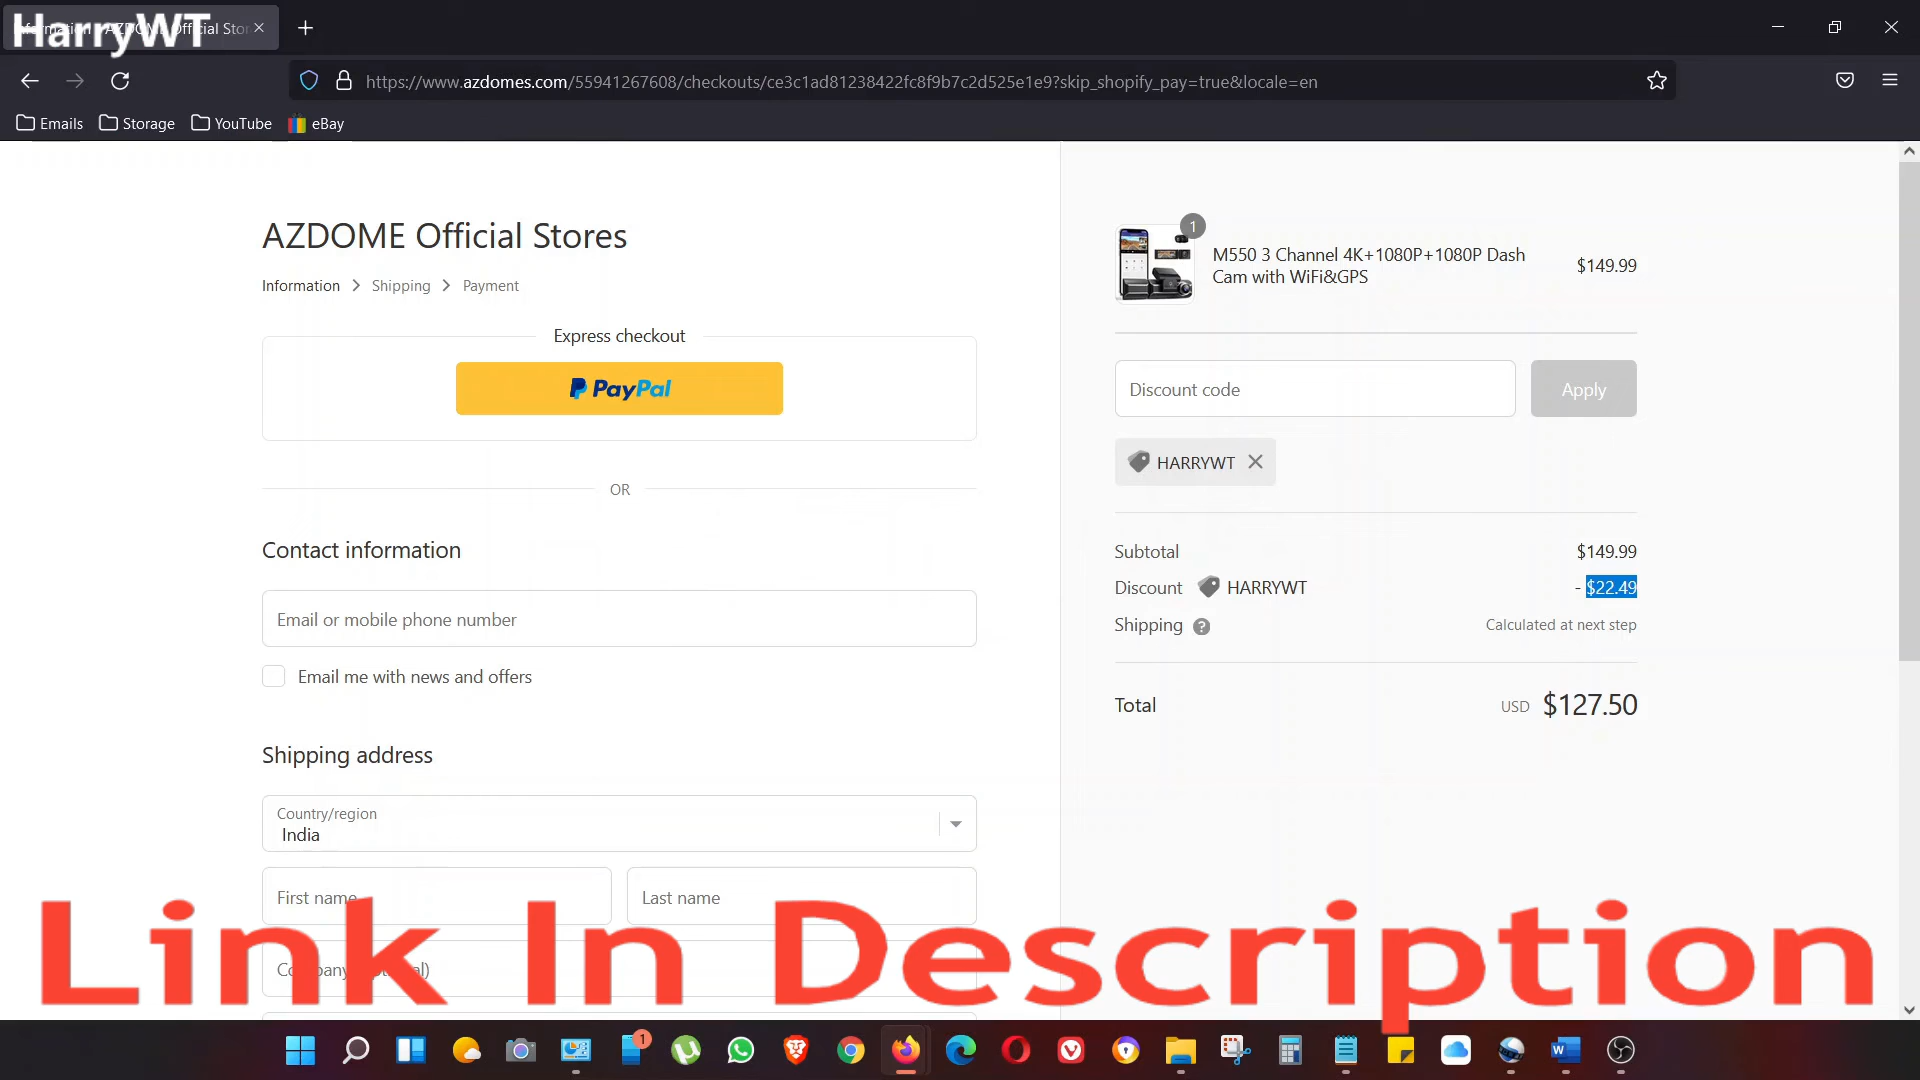 HarryWT
https://www.azdomes.com/55941267608/checkouts/ce3c1ad81238422fc8f9b7c2d525e1e9?skip_shopify_pay=true&locale=en
Emails
Storage
YouTube
eBay
AZDOME Official Stores
Information
Shipping
Payment
Express checkout
PayPal
OR
Contact information
Email or mobile phone number
Email me with news and offers
Shipping address
Country/region
India
First name
Last name
1
M550 3 Channel 4K+1080P+1080P Dash
Cam with WiFi&GPS
$149.99
Discount code
Apply
HARRYWT
Subtotal
$149.99
Discount HARRYWT
- $22.49
Shipping
Calculated at next step
Total
USD $127.50
Link In Description
1